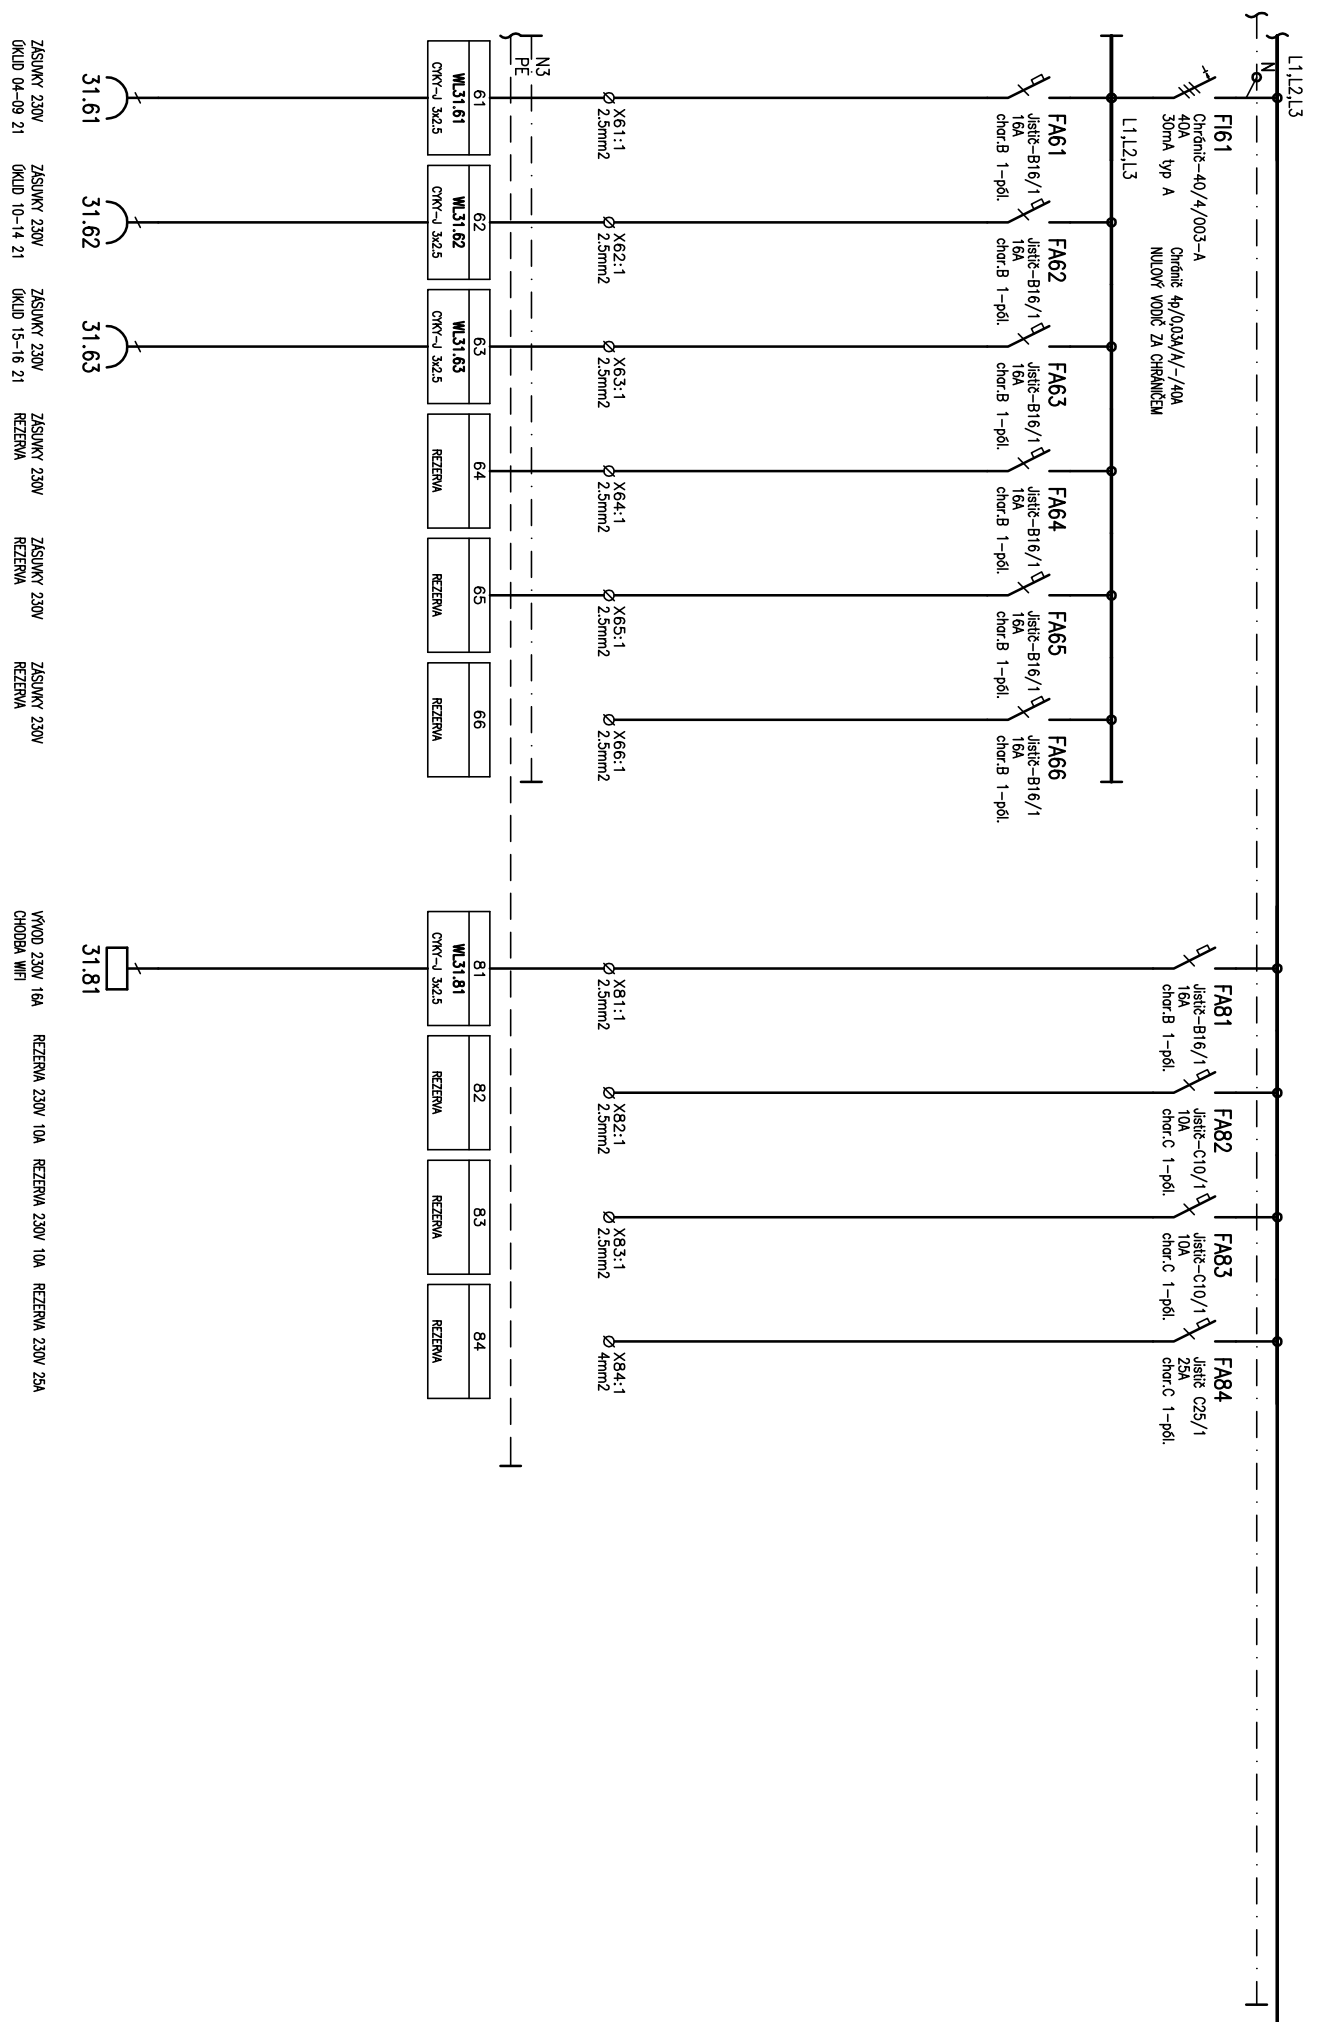 L1,L2,L3
N
FI61
Chránič-40/4/003-A
40A
30mA typ A
Chránič 4p/0,03A/A/-/40A
NULOVÝ VODIČ ZA CHRÁNIČEM
L1,L2,L3
FA61
Jistič-B16/1
16A
char.B 1-pól.
FA62
Jistič-B16/1
16A
char.B 1-pól.
FA63
Jistič-B16/1
16A
char.B 1-pól.
FA64
Jistič-B16/1
16A
char.B 1-pól.
FA65
Jistič-B16/1
16A
char.B 1-pól.
FA66
Jistič-B16/1
16A
char.B 1-pól.
FA81
Jistič-B16/1
16A
char.B 1-pól.
FA82
Jistič-C10/1
10A
char.C 1-pól.
FA83
Jistič-C10/1
10A
char.C 1-pól.
FA84
Jistič C25/1
25A
char.C 1-pól.
X61:1
2.5mm2
X62:1
2.5mm2
X63:1
2.5mm2
X64:1
2.5mm2
X65:1
2.5mm2
X66:1
2.5mm2
X81:1
2.5mm2
X82:1
2.5mm2
X83:1
2.5mm2
X84:1
4mm2
N3
PE
61
WL31.61
CYKY-J 3x2.5
62
WL31.62
CYKY-J 3x2.5
63
WL31.63
CYKY-J 3x2.5
64
REZERVA
65
REZERVA
66
REZERVA
81
WL31.81
CYKY-J 3x2.5
82
REZERVA
83
REZERVA
84
REZERVA
31.61
31.62
31.63
31.81
ZÁSUVKY 230V
ÚKLID 04-09 21
ZÁSUVKY 230V
ÚKLID 10-14 21
ZÁSUVKY 230V
ÚKLID 15-16 21
ZÁSUVKY 230V
REZERVA
ZÁSUVKY 230V
REZERVA
ZÁSUVKY 230V
REZERVA
VÝVOD 230V 16A
CHODBA WIFI
REZERVA 230V 10A
REZERVA 230V 10A
REZERVA 230V 25A